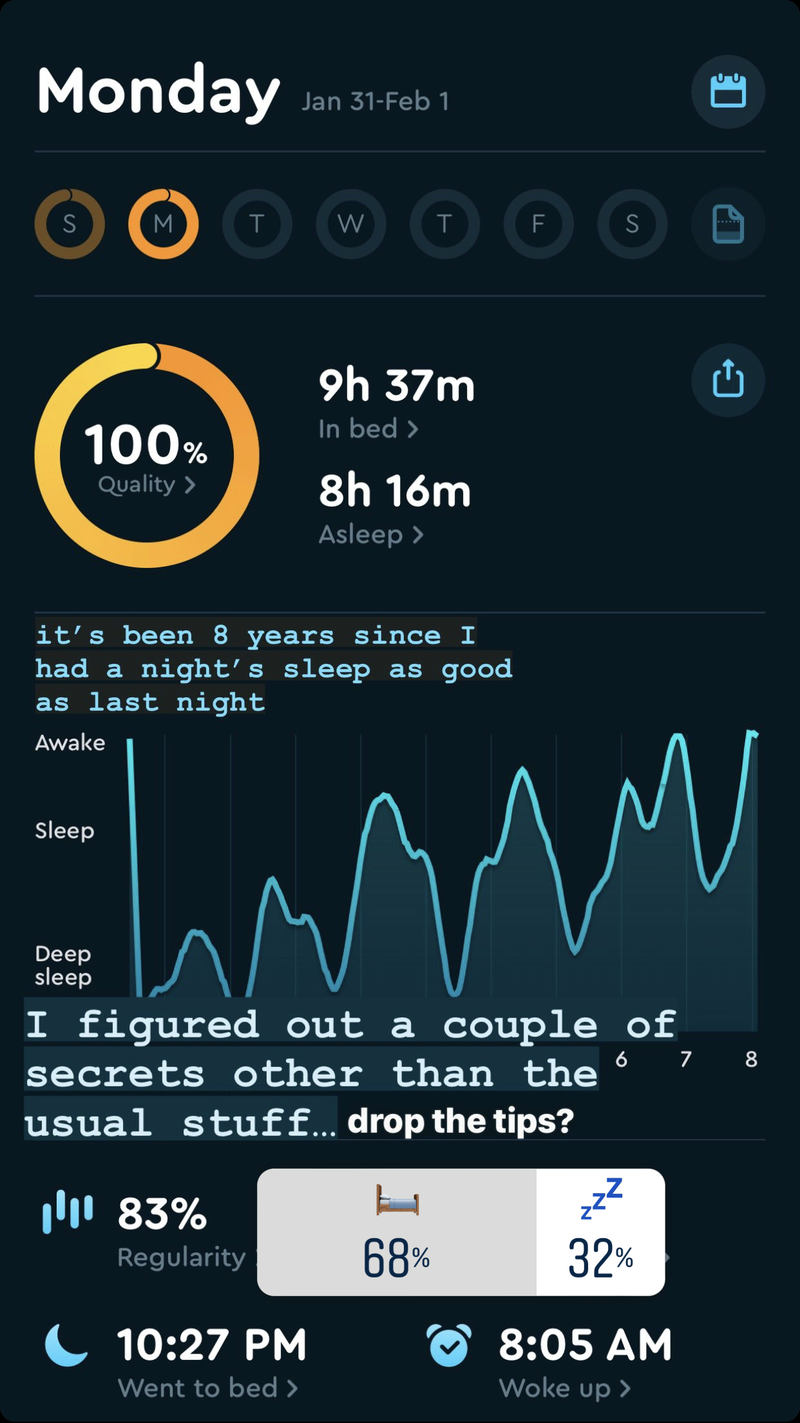 Monday Jan 31-Feb 1
S M T W T F S
100%
Quality >
9h 37m
In bed >
8h 16m
Asleep >
it’s been 8 years since I
had a night’s sleep as good
as last night
Awake
Sleep
Deep
sleep
I figured out a couple of
secrets other than the
usual stuff… drop the tips?
6 7 8
83%
Regularity
zzZ
68% 32%
10:27 PM
Went to bed >
8:05 AM
Woke up >